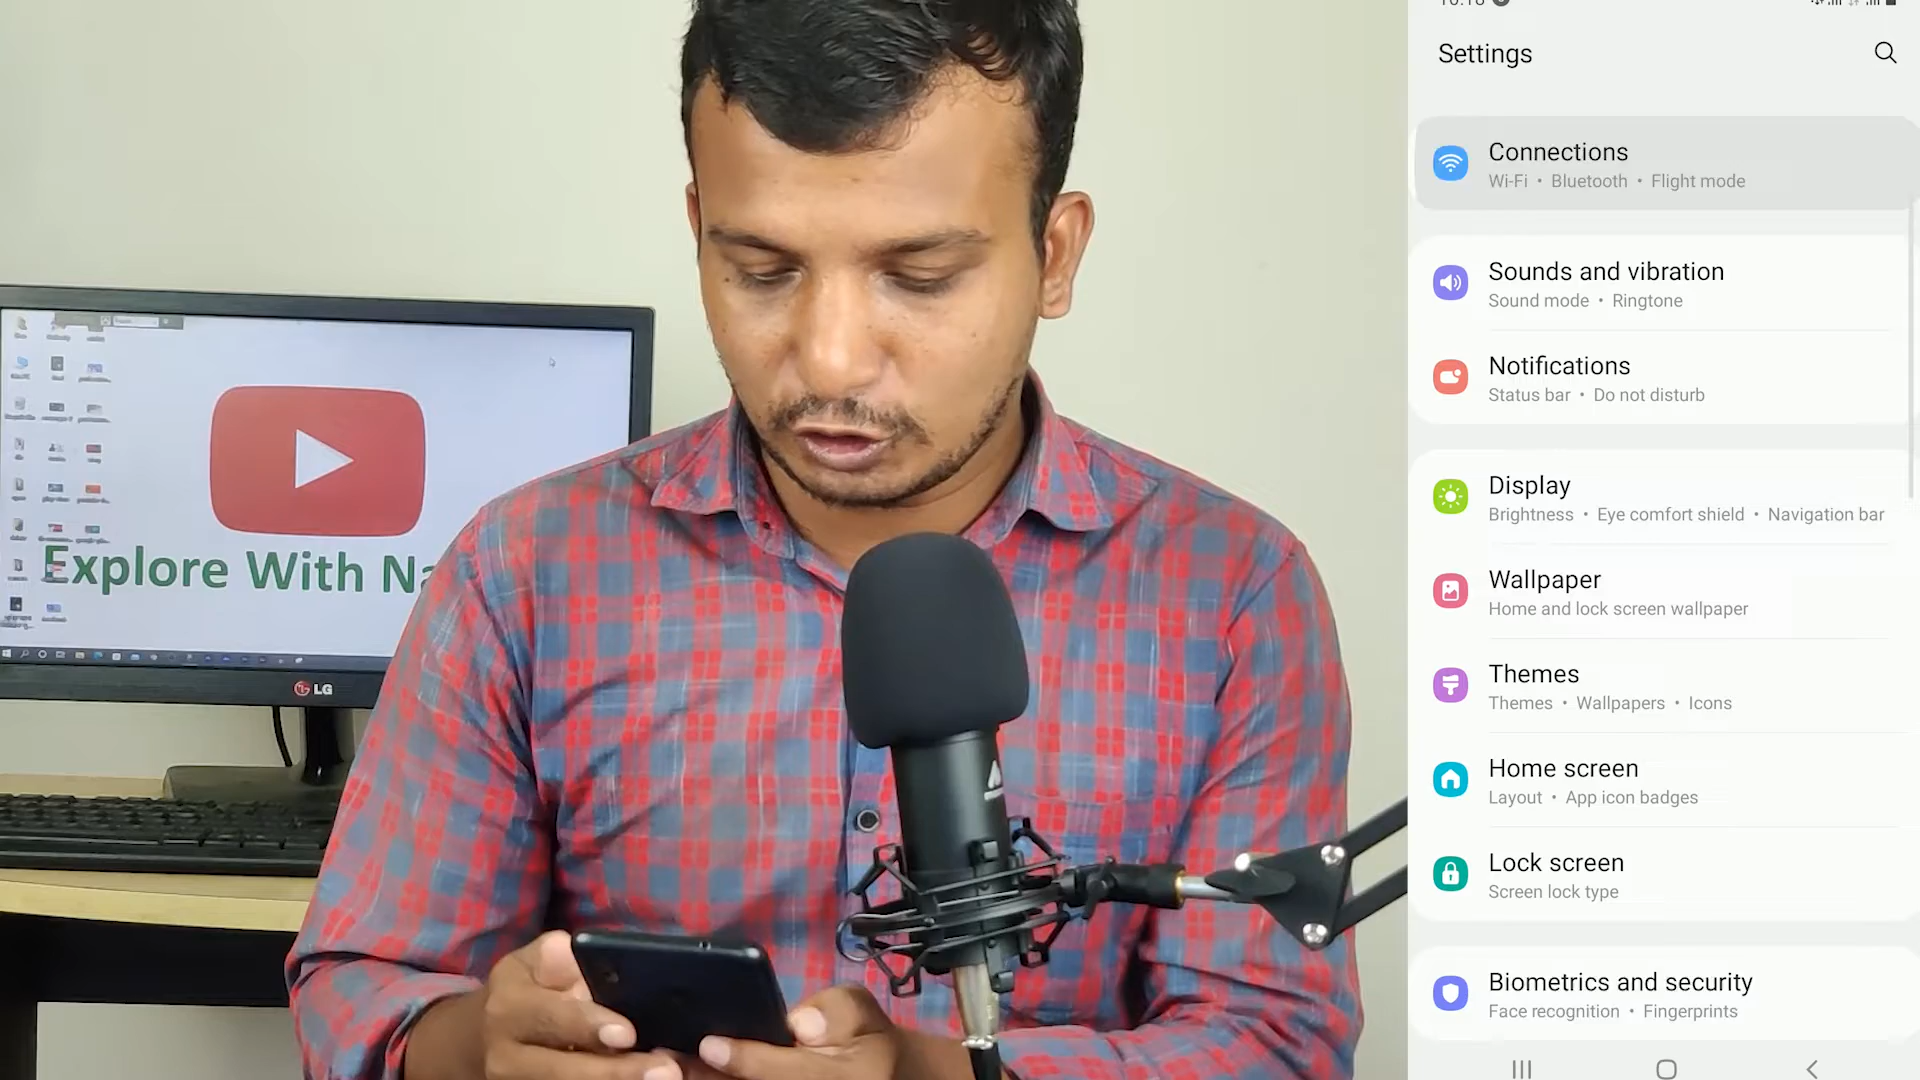 Settings
Connections
Wi-Fi • Bluetooth • Flight mode
Sounds and vibration
Sound mode • Ringtone
Notifications
Status bar • Do not disturb
Display
Brightness • Eye comfort shield • Navigation bar
Wallpaper
Home and lock screen wallpaper
Themes
Themes • Wallpapers • Icons
Home screen
Layout • App icon badges
Lock screen
Screen lock type
Biometrics and security
Face recognition • Fingerprints
Explore With Na
LG